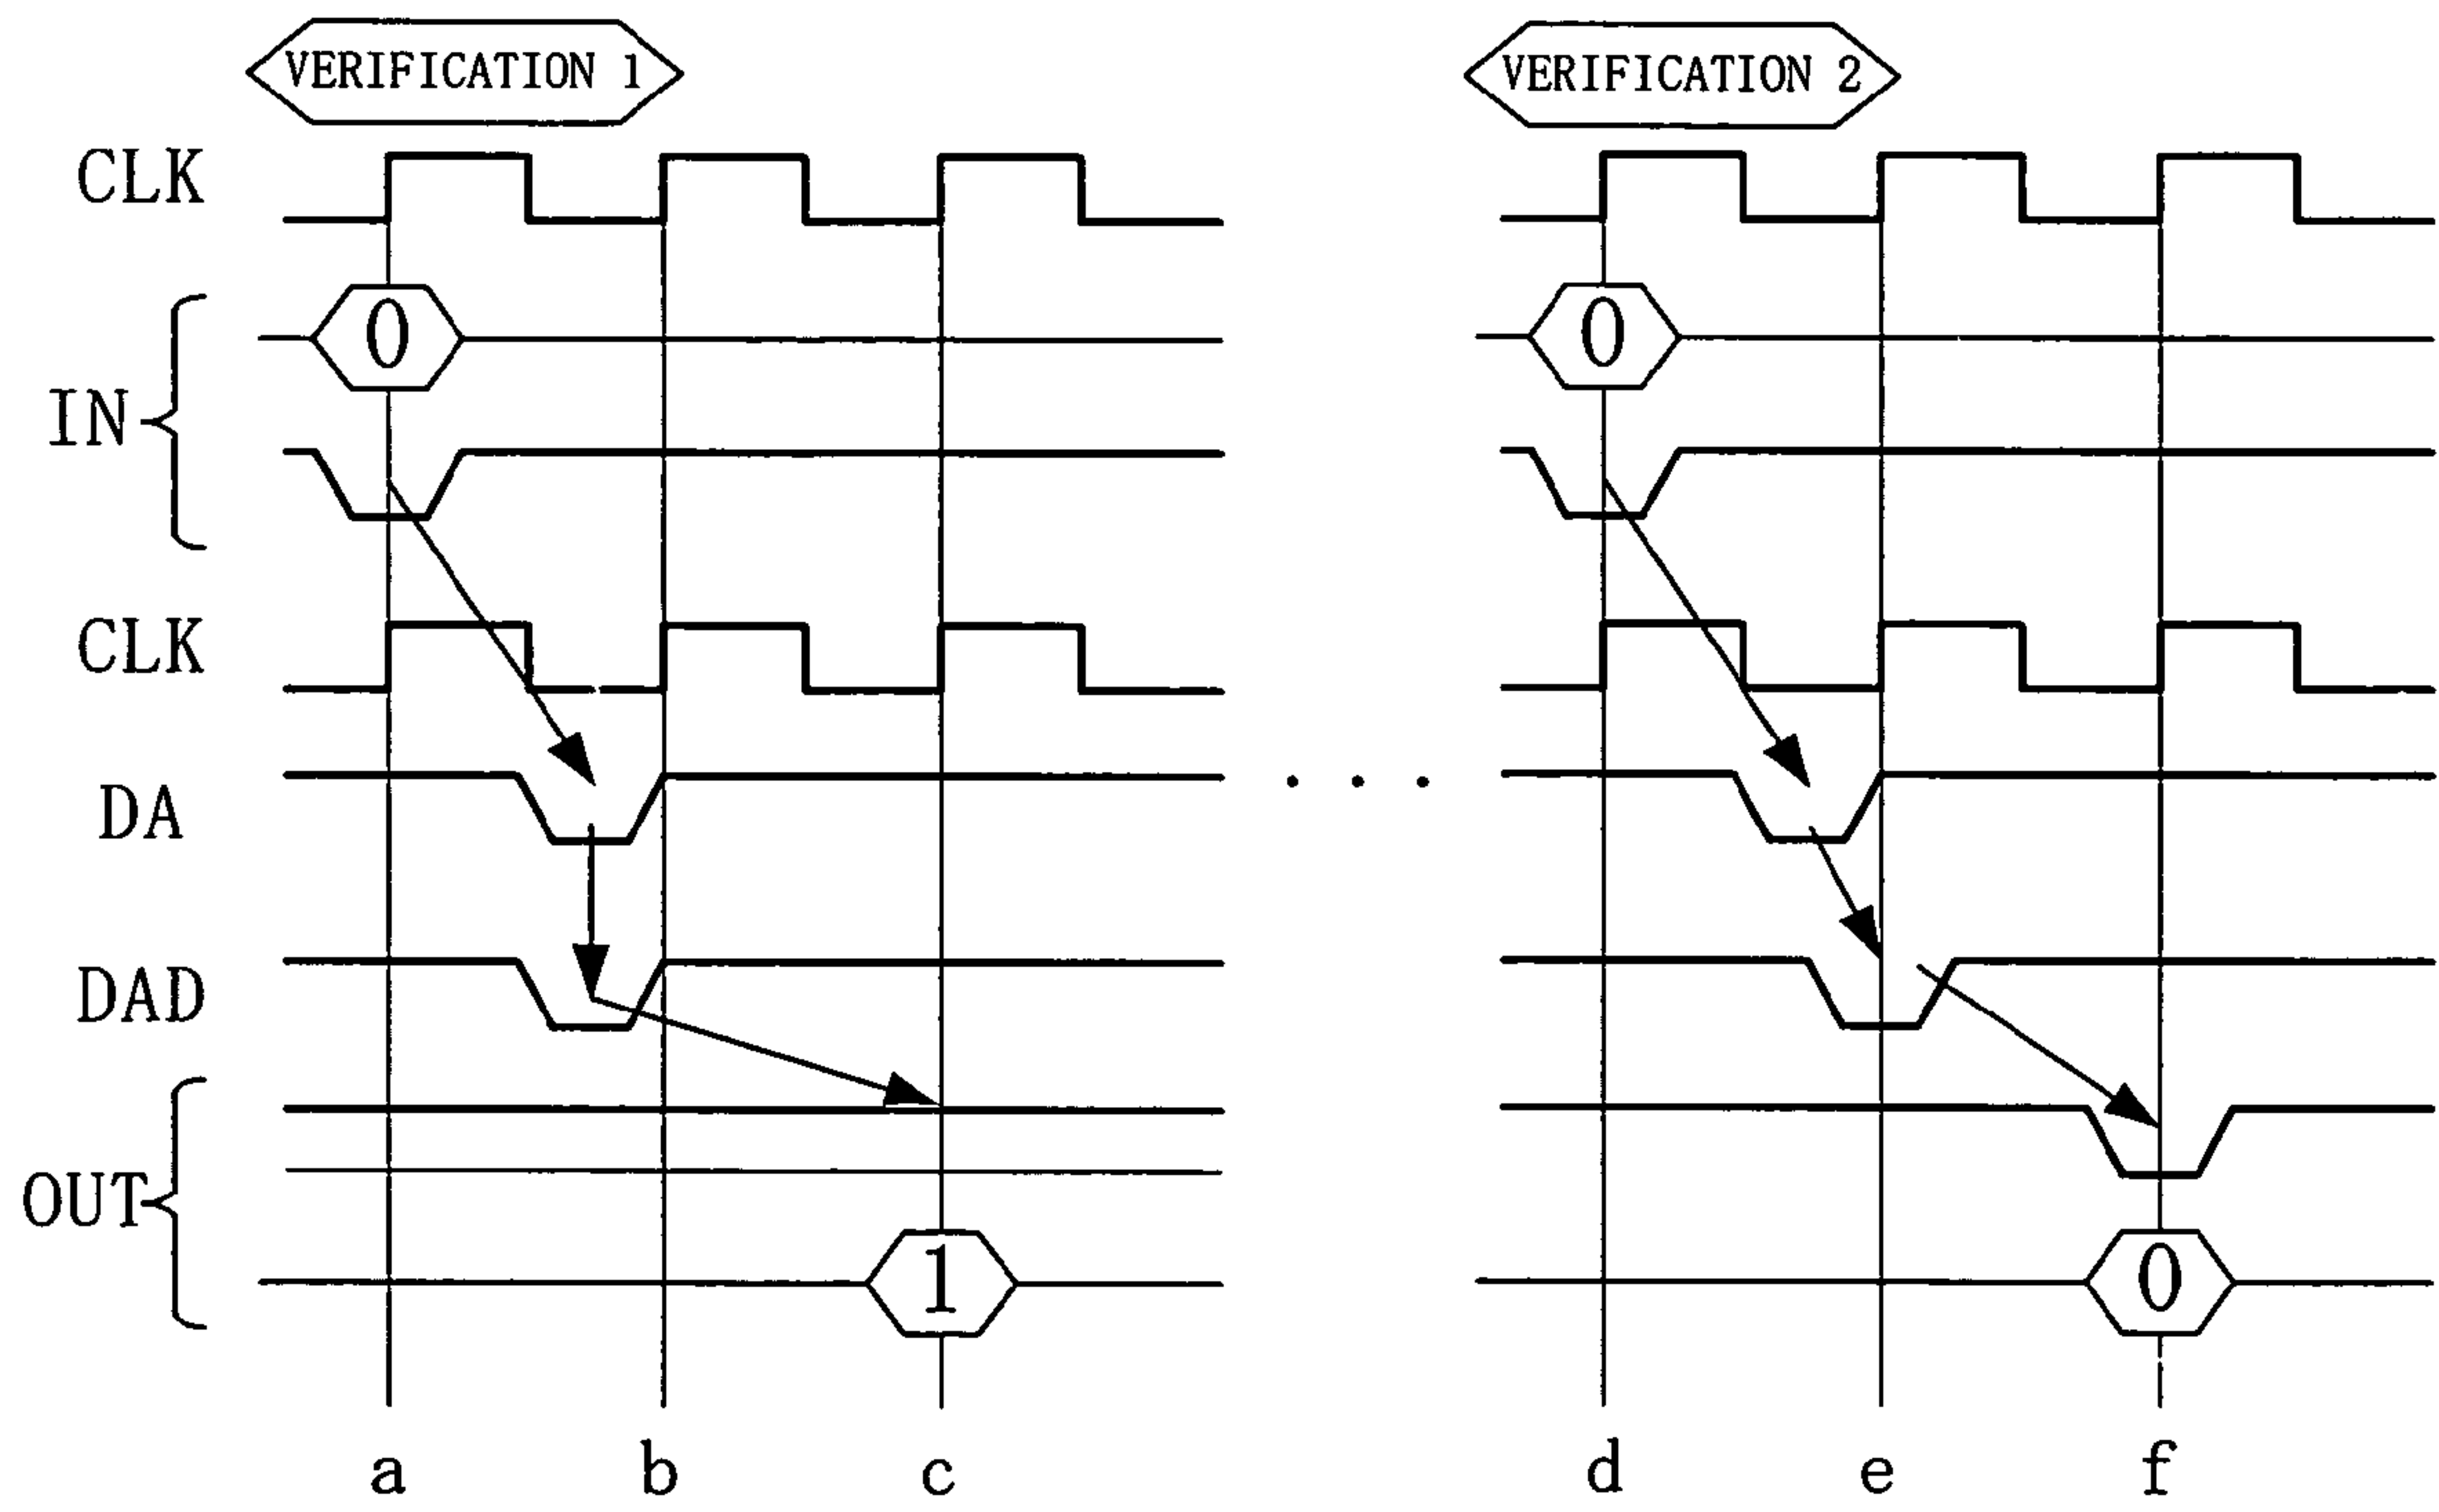 VERIFICATION 1
VERIFICATION 2
CLK
0
0
IN
CLK
DA
. . .
DAD
OUT
1
0
a b c d e f